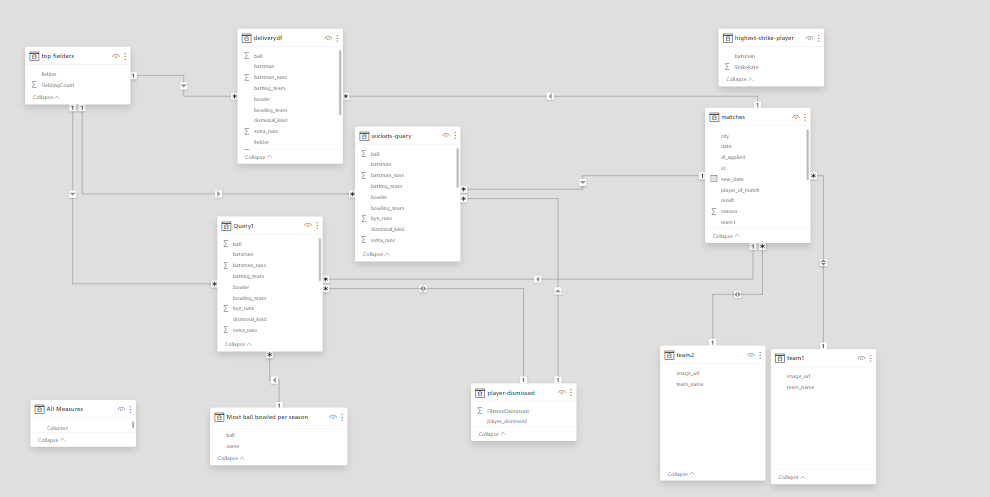 top fielders
fielder
FieldingCount
Collapse
deliverydf
ball
batsman
batsman_runs
batting_team
bowler
bowling_team
dismissal_kind
extra_runs
fielder
Collapse
highest-strike-player
batsman
StrikeRate
Collapse
matches
city
date
dl_applied
id
new_date
player_of_match
result
season
team1
Collapse
wickets-query
ball
batsman
batsman_runs
batting_team
bowler
bowling_team
bye_runs
dismissal_kind
extra_runs
Collapse
Query1
ball
batsman
batsman_runs
batting_team
bowler
bowling_team
bye_runs
dismissal_kind
extra_runs
Collapse
All Measures
Column1
Collapse
Most ball bowled per season
ball
name
Collapse
player-dismissed
FilteredDismissals
player_dismissed
Collapse
team2
image_url
team_name
Collapse
team1
image_url
team_name
Collapse
1
1
1
1
1
1
1
1
1
1
1
*
*
*
*
*
*
*
*
*
*
*